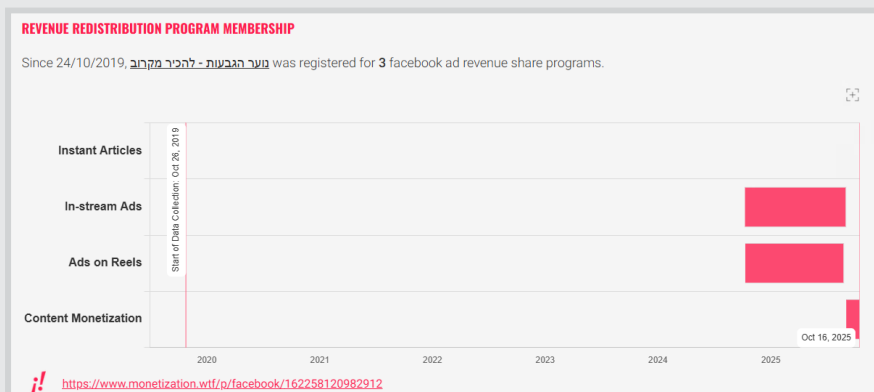 REVENUE REDISTRIBUTION PROGRAM MEMBERSHIP
Since 24/10/2019, נוער הגבעות - להכיר מקרוב was registered for 3 facebook ad revenue share programs.
Start of Data Collection: Oct 26, 2019
Instant Articles
In-stream Ads
Ads on Reels
Content Monetization
Oct 16, 2025
2020 2021 2022 2023 2024 2025
https://www.monetization.wtf/p/facebook/162258120982912